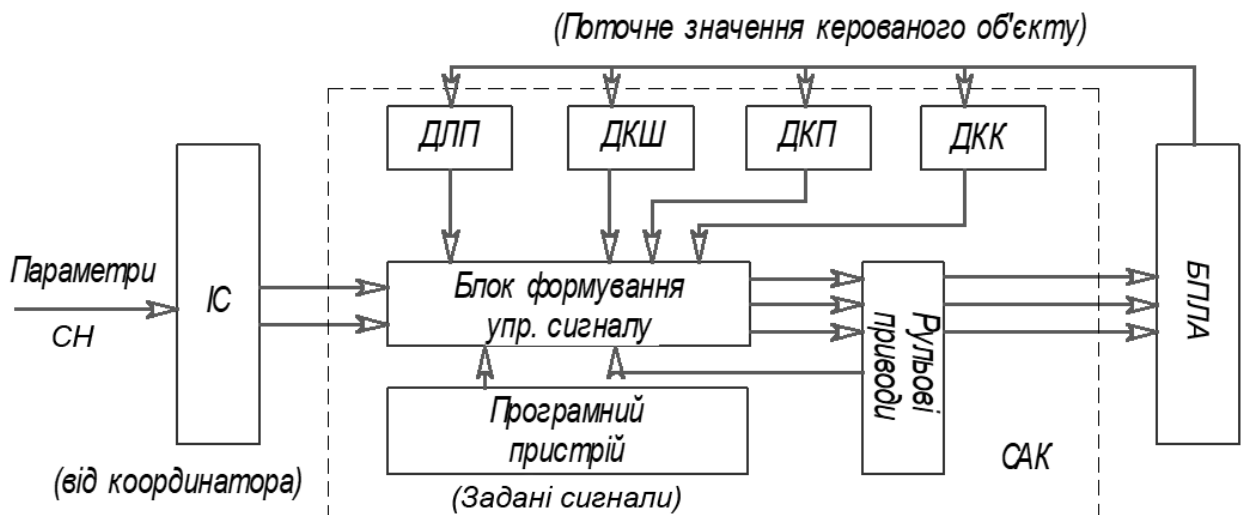 (Поточне значення керованого об'єкту)
ДЛП
ДКШ
ДКП
ДКК
Параметри
СН
ІС
(від координатора)
Блок формування
упр. сигналу
Програмний
пристрій
(Задані сигнали)
Рульові
приводи
САК
БПЛА